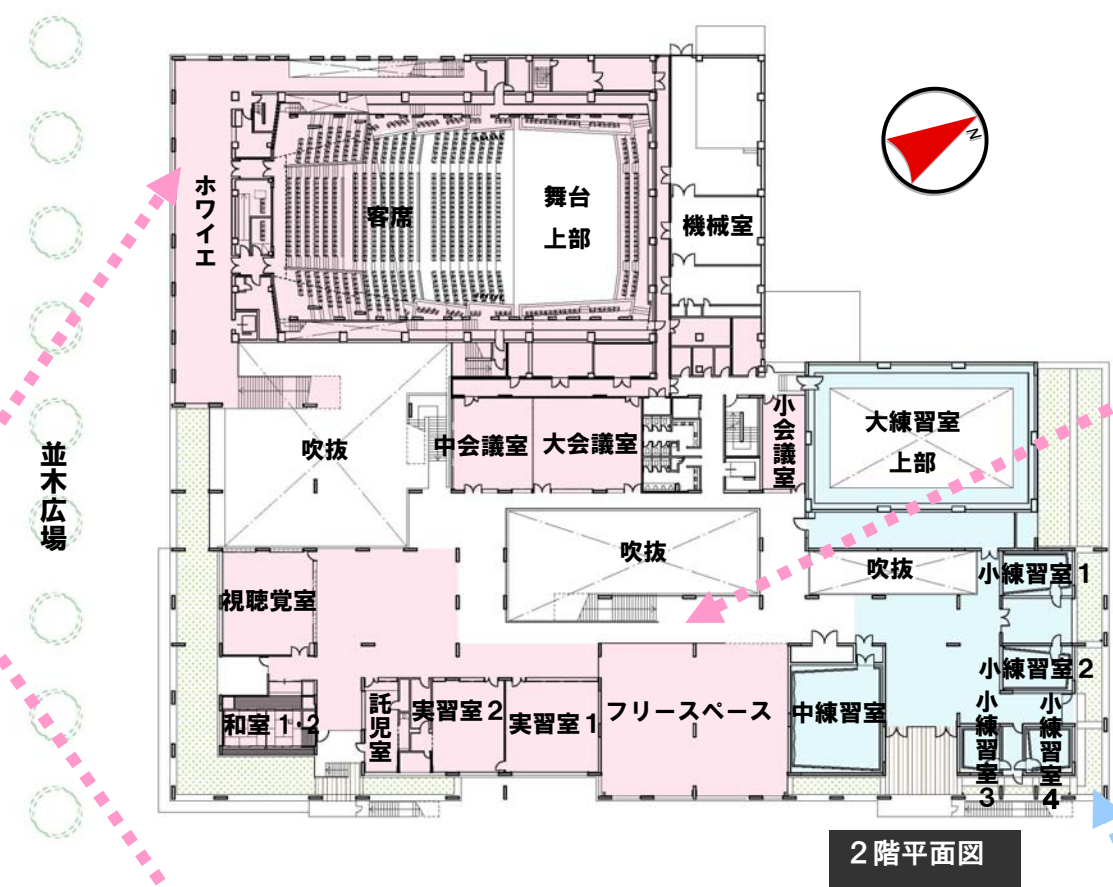 N
ホワイエ
客席
舞台
上部
機械室
並木広場
吹抜
中会議室
大会議室
小会議室
大練習室
上部
吹抜
吹抜
視聴覚室
小練習室1
小練習室2
和室1・2
託児室
実習室2
実習室1
フリースペース
中練習室
小練習室3
小練習室4
2階平面図